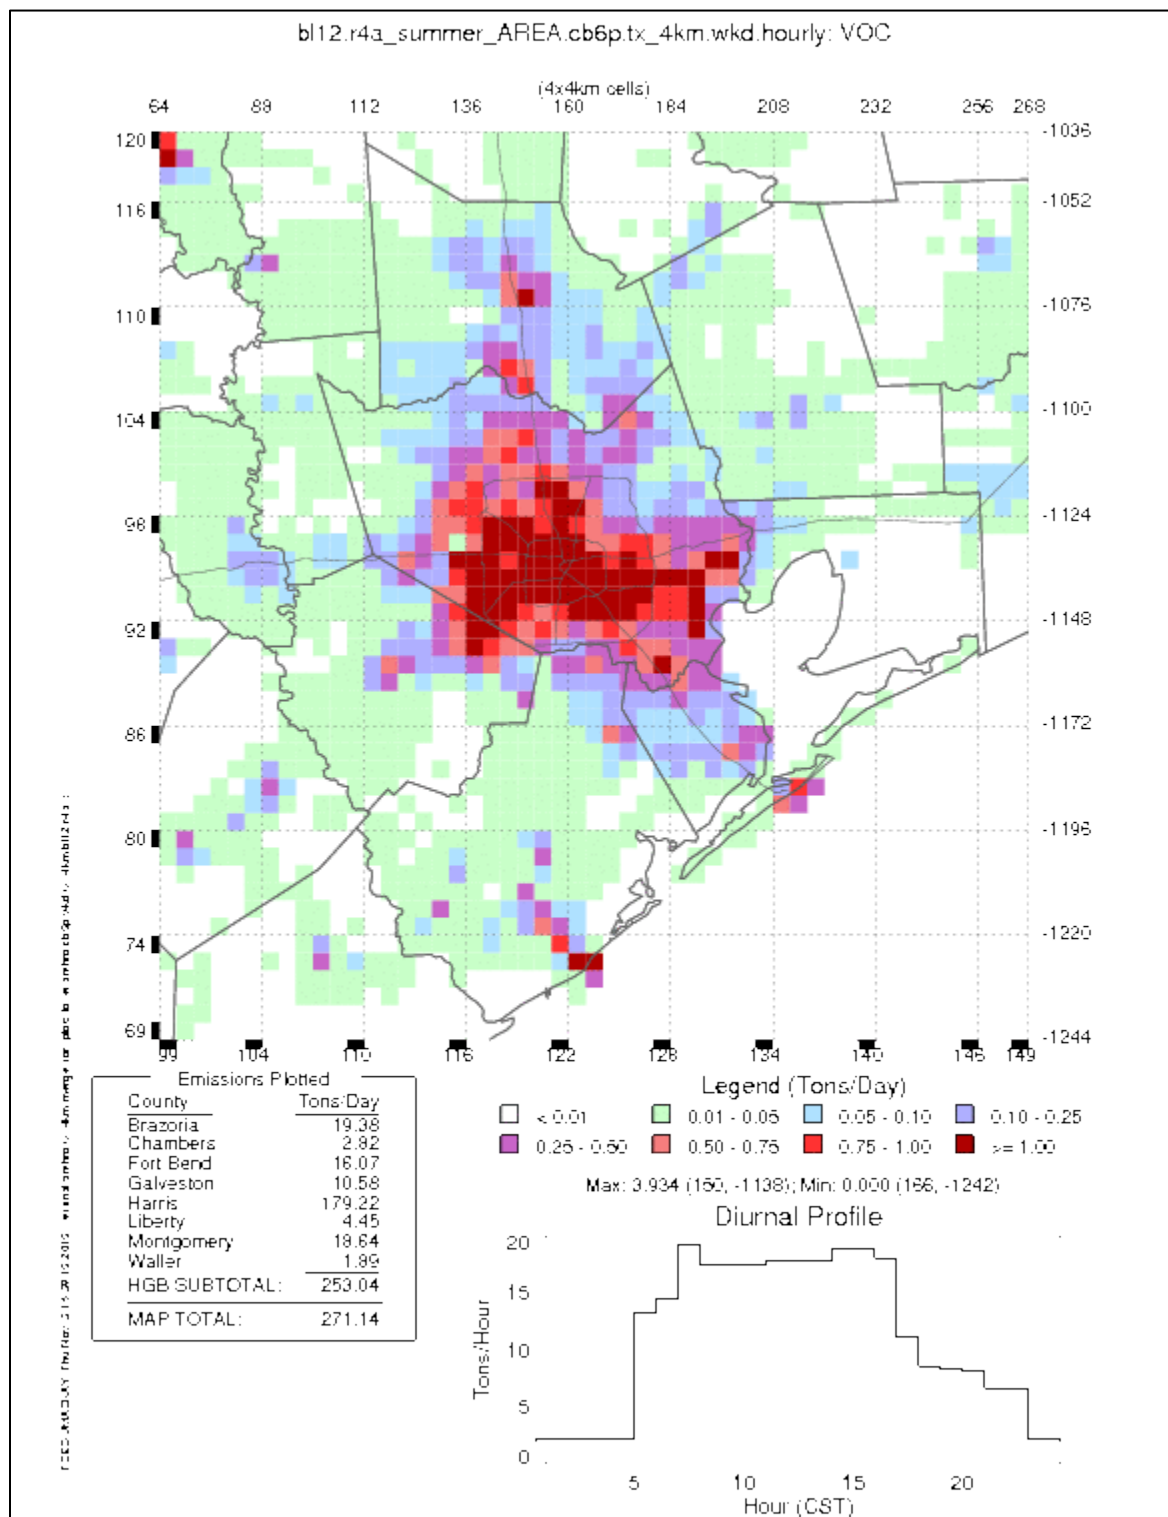 bl12.r4a_summer_AREA.cb6p.tx_4km.wkd.hourly: VOC
(4x4km cells)
64 88 112 136 160 184 208 232 256 268
120 -1036
116 -1052
110 -1076
104 -1100
98 -1124
92 -1148
86 -1172
80 -1196
74 -1220
69 -1244
99 104 110 116 122 128 134 140 146 149
Emissions Plotted
County Tons/Day
Brazoria 19.38
Chambers 2.82
Fort Bend 16.07
Galveston 10.58
Harris 179.22
Liberty 4.45
Montgomery 18.64
Waller 1.89
HGB SUBTOTAL: 253.04
MAP TOTAL: 271.14
Legend (Tons/Day)
< 0.01 0.01 - 0.05 0.05 - 0.10 0.10 - 0.25
0.25 - 0.50 0.50 - 0.75 0.75 - 1.00 >= 1.00
Max: 3.934 (160, -1138); Min: 0.000 (166, -1242)
Diurnal Profile
20
15
10
5
0
Tons/Hour
5 10 15 20
Hour (CST)